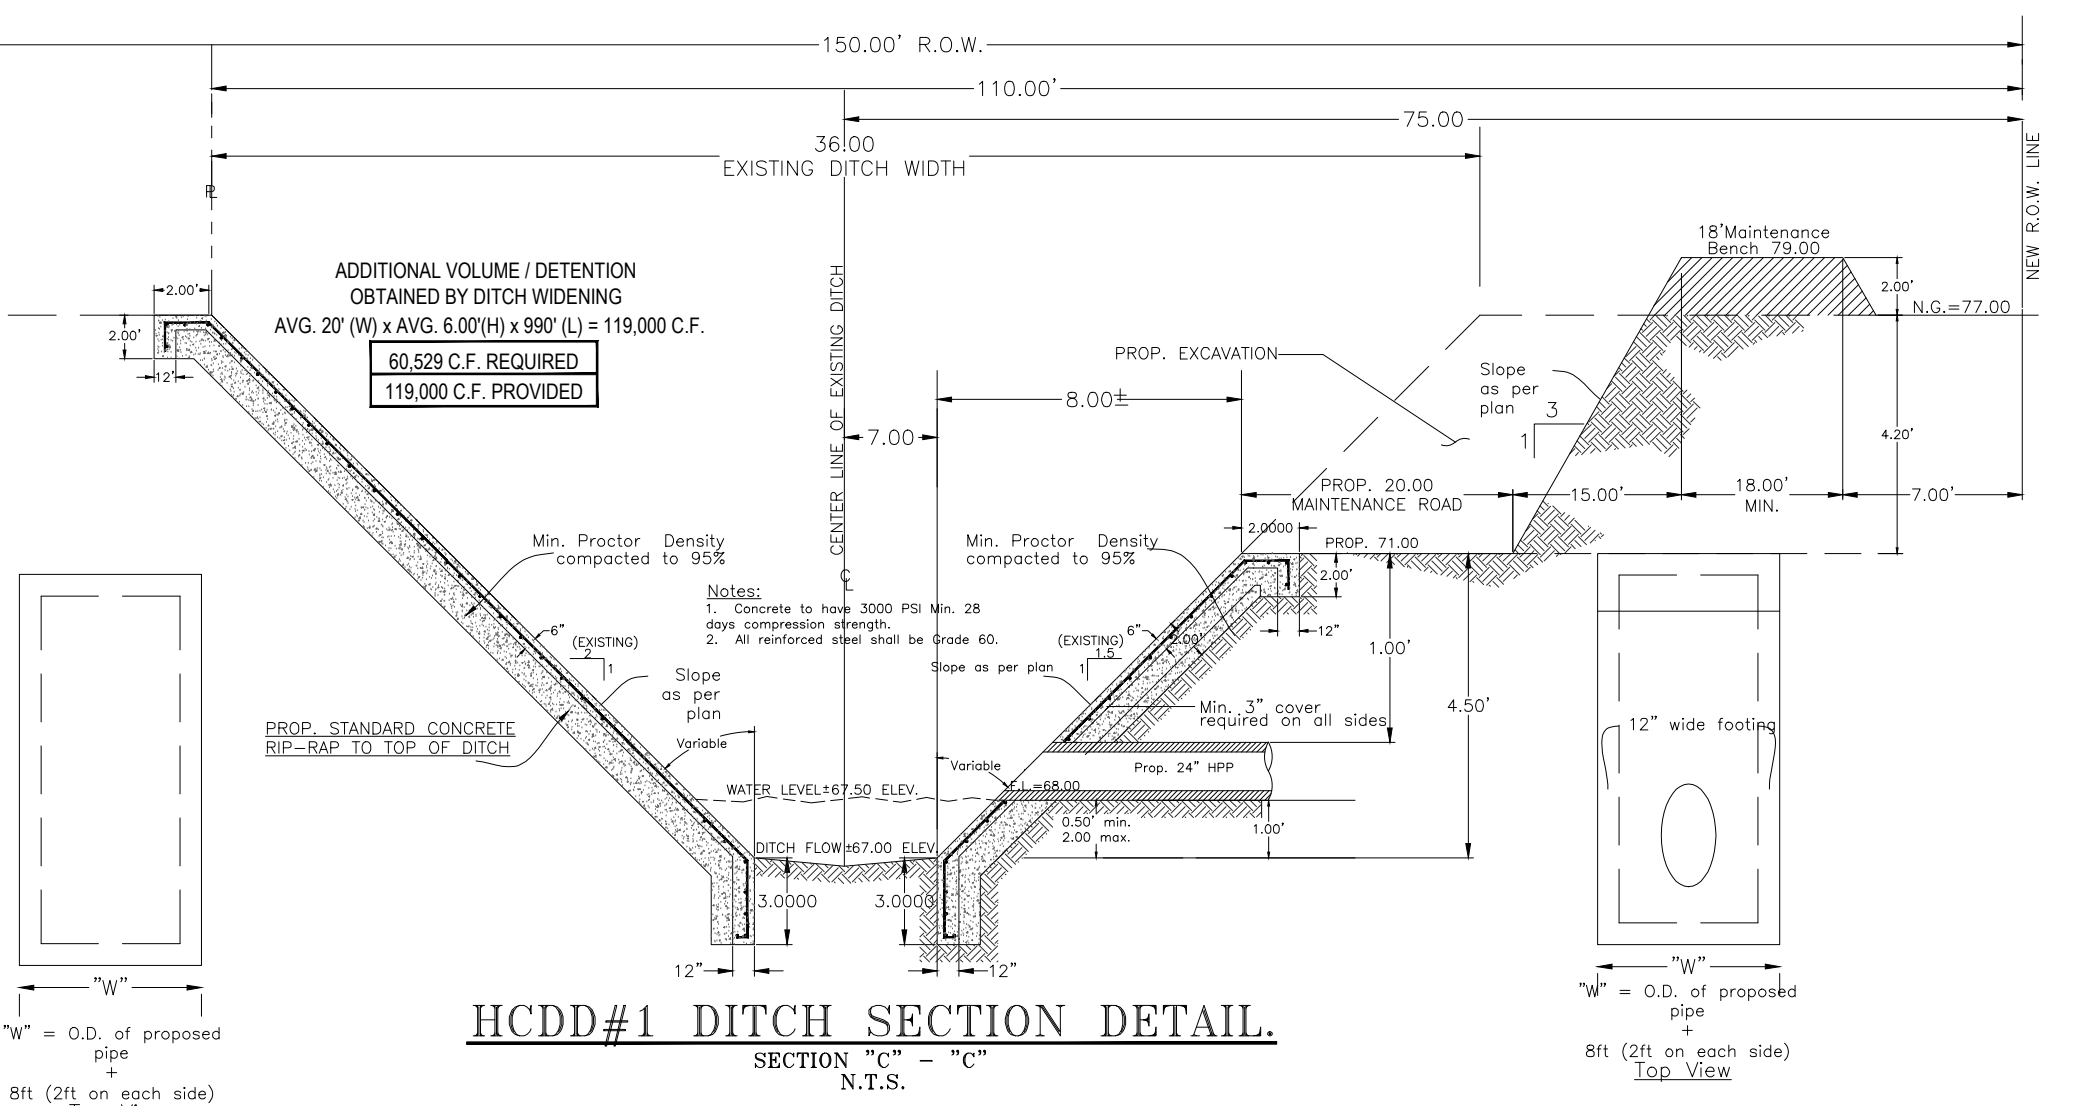 150.00' R.O.W.
110.00'
75.00
36.00
EXISTING DITCH WIDTH
NEW R.O.W. LINE
PL
18'Maintenance
Bench 79.00
2.00'
N.G.=77.00
ADDITIONAL VOLUME / DETENTION
OBTAINED BY DITCH WIDENING
AVG. 20' (W) x AVG. 6.00'(H) x 990' (L) = 119,000 C.F.
60,529 C.F. REQUIRED
119,000 C.F. PROVIDED
2.00'
2.00'
12'
CENTER LINE OF EXISTING DITCH
CL
PROP. EXCAVATION
Slope
as per
plan
3
1
8.00±
7.00
4.20'
PROP. 20.00
MAINTENANCE ROAD
15.00'
18.00'
MIN.
7.00'
2.0000
PROP. 71.00
2.00'
12"
Min. Proctor Density
compacted to 95%
Min. Proctor Density
compacted to 95%
Notes:
1. Concrete to have 3000 PSI Min. 28
days compression strength.
2. All reinforced steel shall be Grade 60.
6"
(EXISTING)
2
1
Slope
as per
plan
Variable
(EXISTING)
6"
1.5
1
2.00'
Slope as per plan
1.00'
4.50'
Min. 3" cover
required on all sides
PROP. STANDARD CONCRETE
RIP-RAP TO TOP OF DITCH
12" wide footing
Variable
Prop. 24" HPP
F.L.=68.00
WATER LEVEL±67.50 ELEV.
0.50' min.
2.00 max.
1.00'
DITCH FLOW±67.00 ELEV.
3.0000
3.0000
12"
12"
"W"
"W" = O.D. of proposed
pipe
+
8ft (2ft on each side)
"W"
"W" = O.D. of proposed
pipe
+
8ft (2ft on each side)
Top View
HCDD#1 DITCH SECTION DETAIL.
SECTION "C" - "C"
N.T.S.